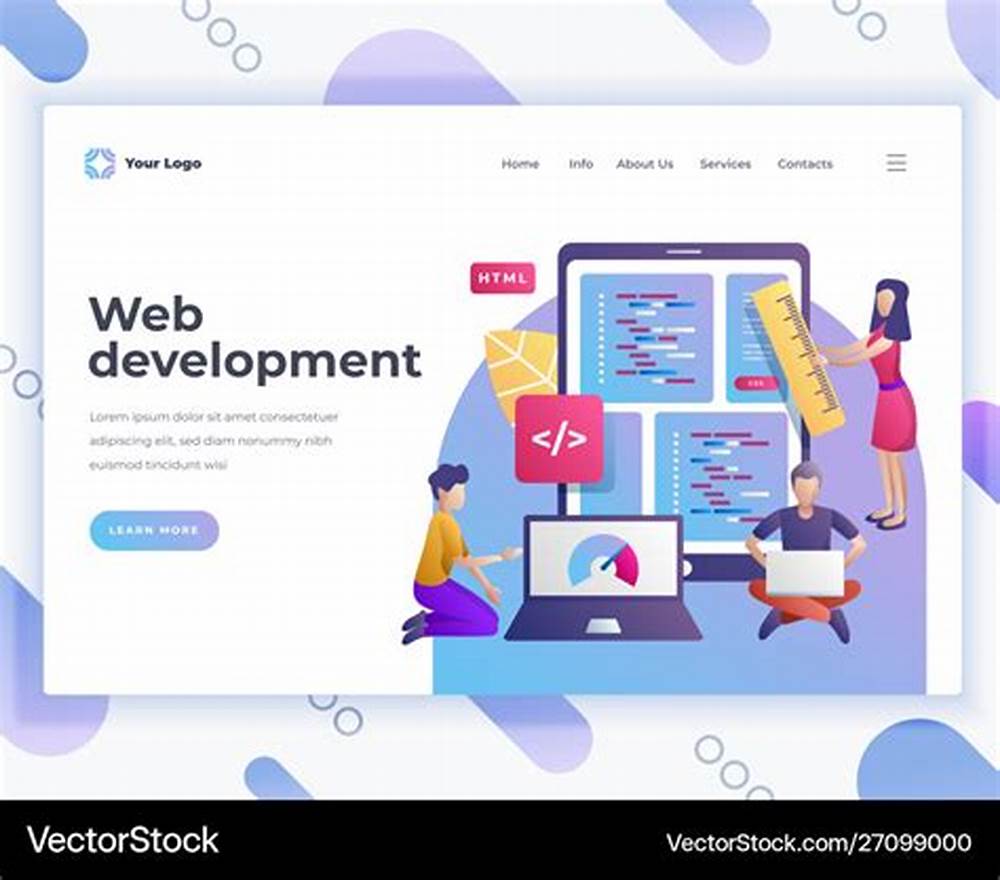 Your Logo
Home Info About Us Services Contacts
HTML
Web
development
Lorem ipsum dolor sit amet consectetuer
adipiscing elit, sed diam nonummy nibh
euismod tincidunt wisi
</>
LEARN MORE
VectorStock
VectorStock.com/27099000